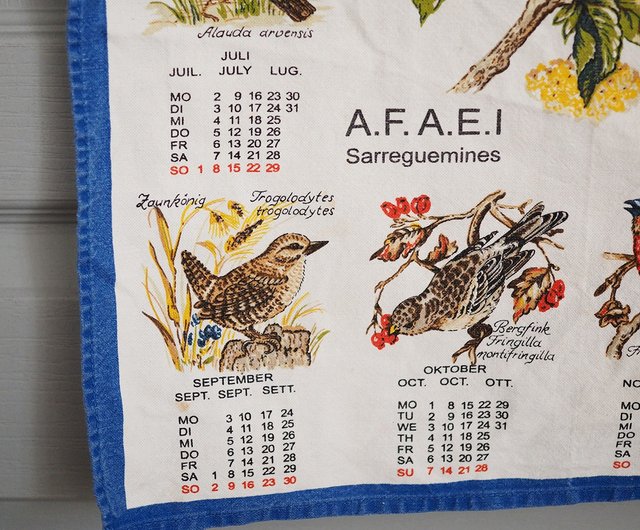 Alauda arvensis
JULI
JUIL. JULY LUG.
MO 2 9 16 23 30
DI 3 10 17 24 31
MI 4 11 18 25
DO 5 12 19 26
FR 6 13 20 27
SA 7 14 21 28
SO 1 8 15 22 29
A.F.A.E.I
Sarreguemines
Zaunkönig Trogolodytes
trogolodytes
SEPTEMBER
SEPT. SEPT. SETT.
MO 3 10 17 24
DI 4 11 18 25
MI 5 12 19 26
DO 6 13 20 27
FR 7 14 21 28
SA 1 8 15 22 29
SO 2 9 16 23 30
Bergfink
Fringilla
montifringilla
OKTOBER
OCT. OCT. OTT.
MO 1 8 15 22 29
TU 2 9 16 23 30
WE 3 10 17 24 31
TH 4 11 18 25
FR 5 12 19 26
SA 6 13 20 27
SU 7 14 21 28
NO
MO
DI
MI
DO
FR
SA
SO